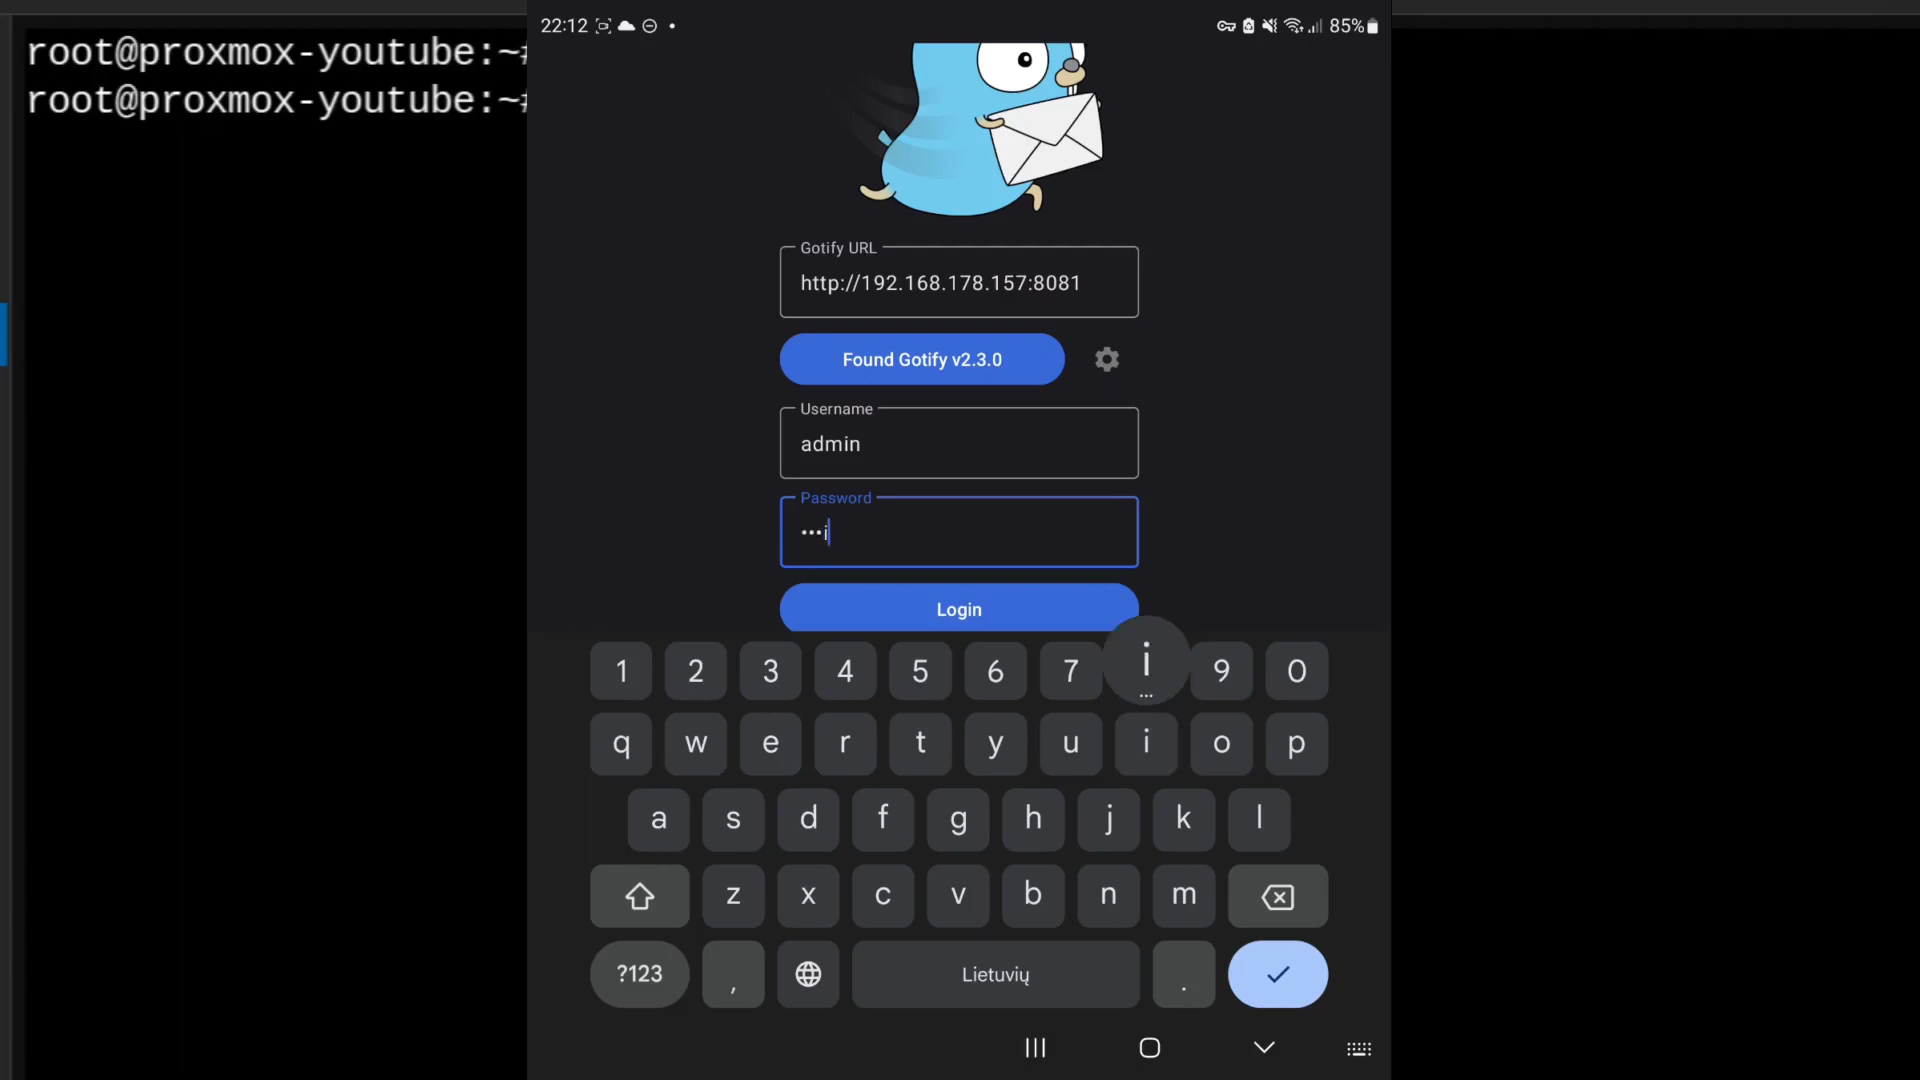 root@proxmox-youtube:~#
root@proxmox-youtube:~#
22:12
85%
Gotify URL
http://192.168.178.157:8081
Found Gotify v2.3.0
Username
admin
Password
•••i
Login
i
...
1 2 3 4 5 6 7 9 0
q w e r t y u i o p
a s d f g h j k l
z x c v b n m
?123 , Lietuvių .